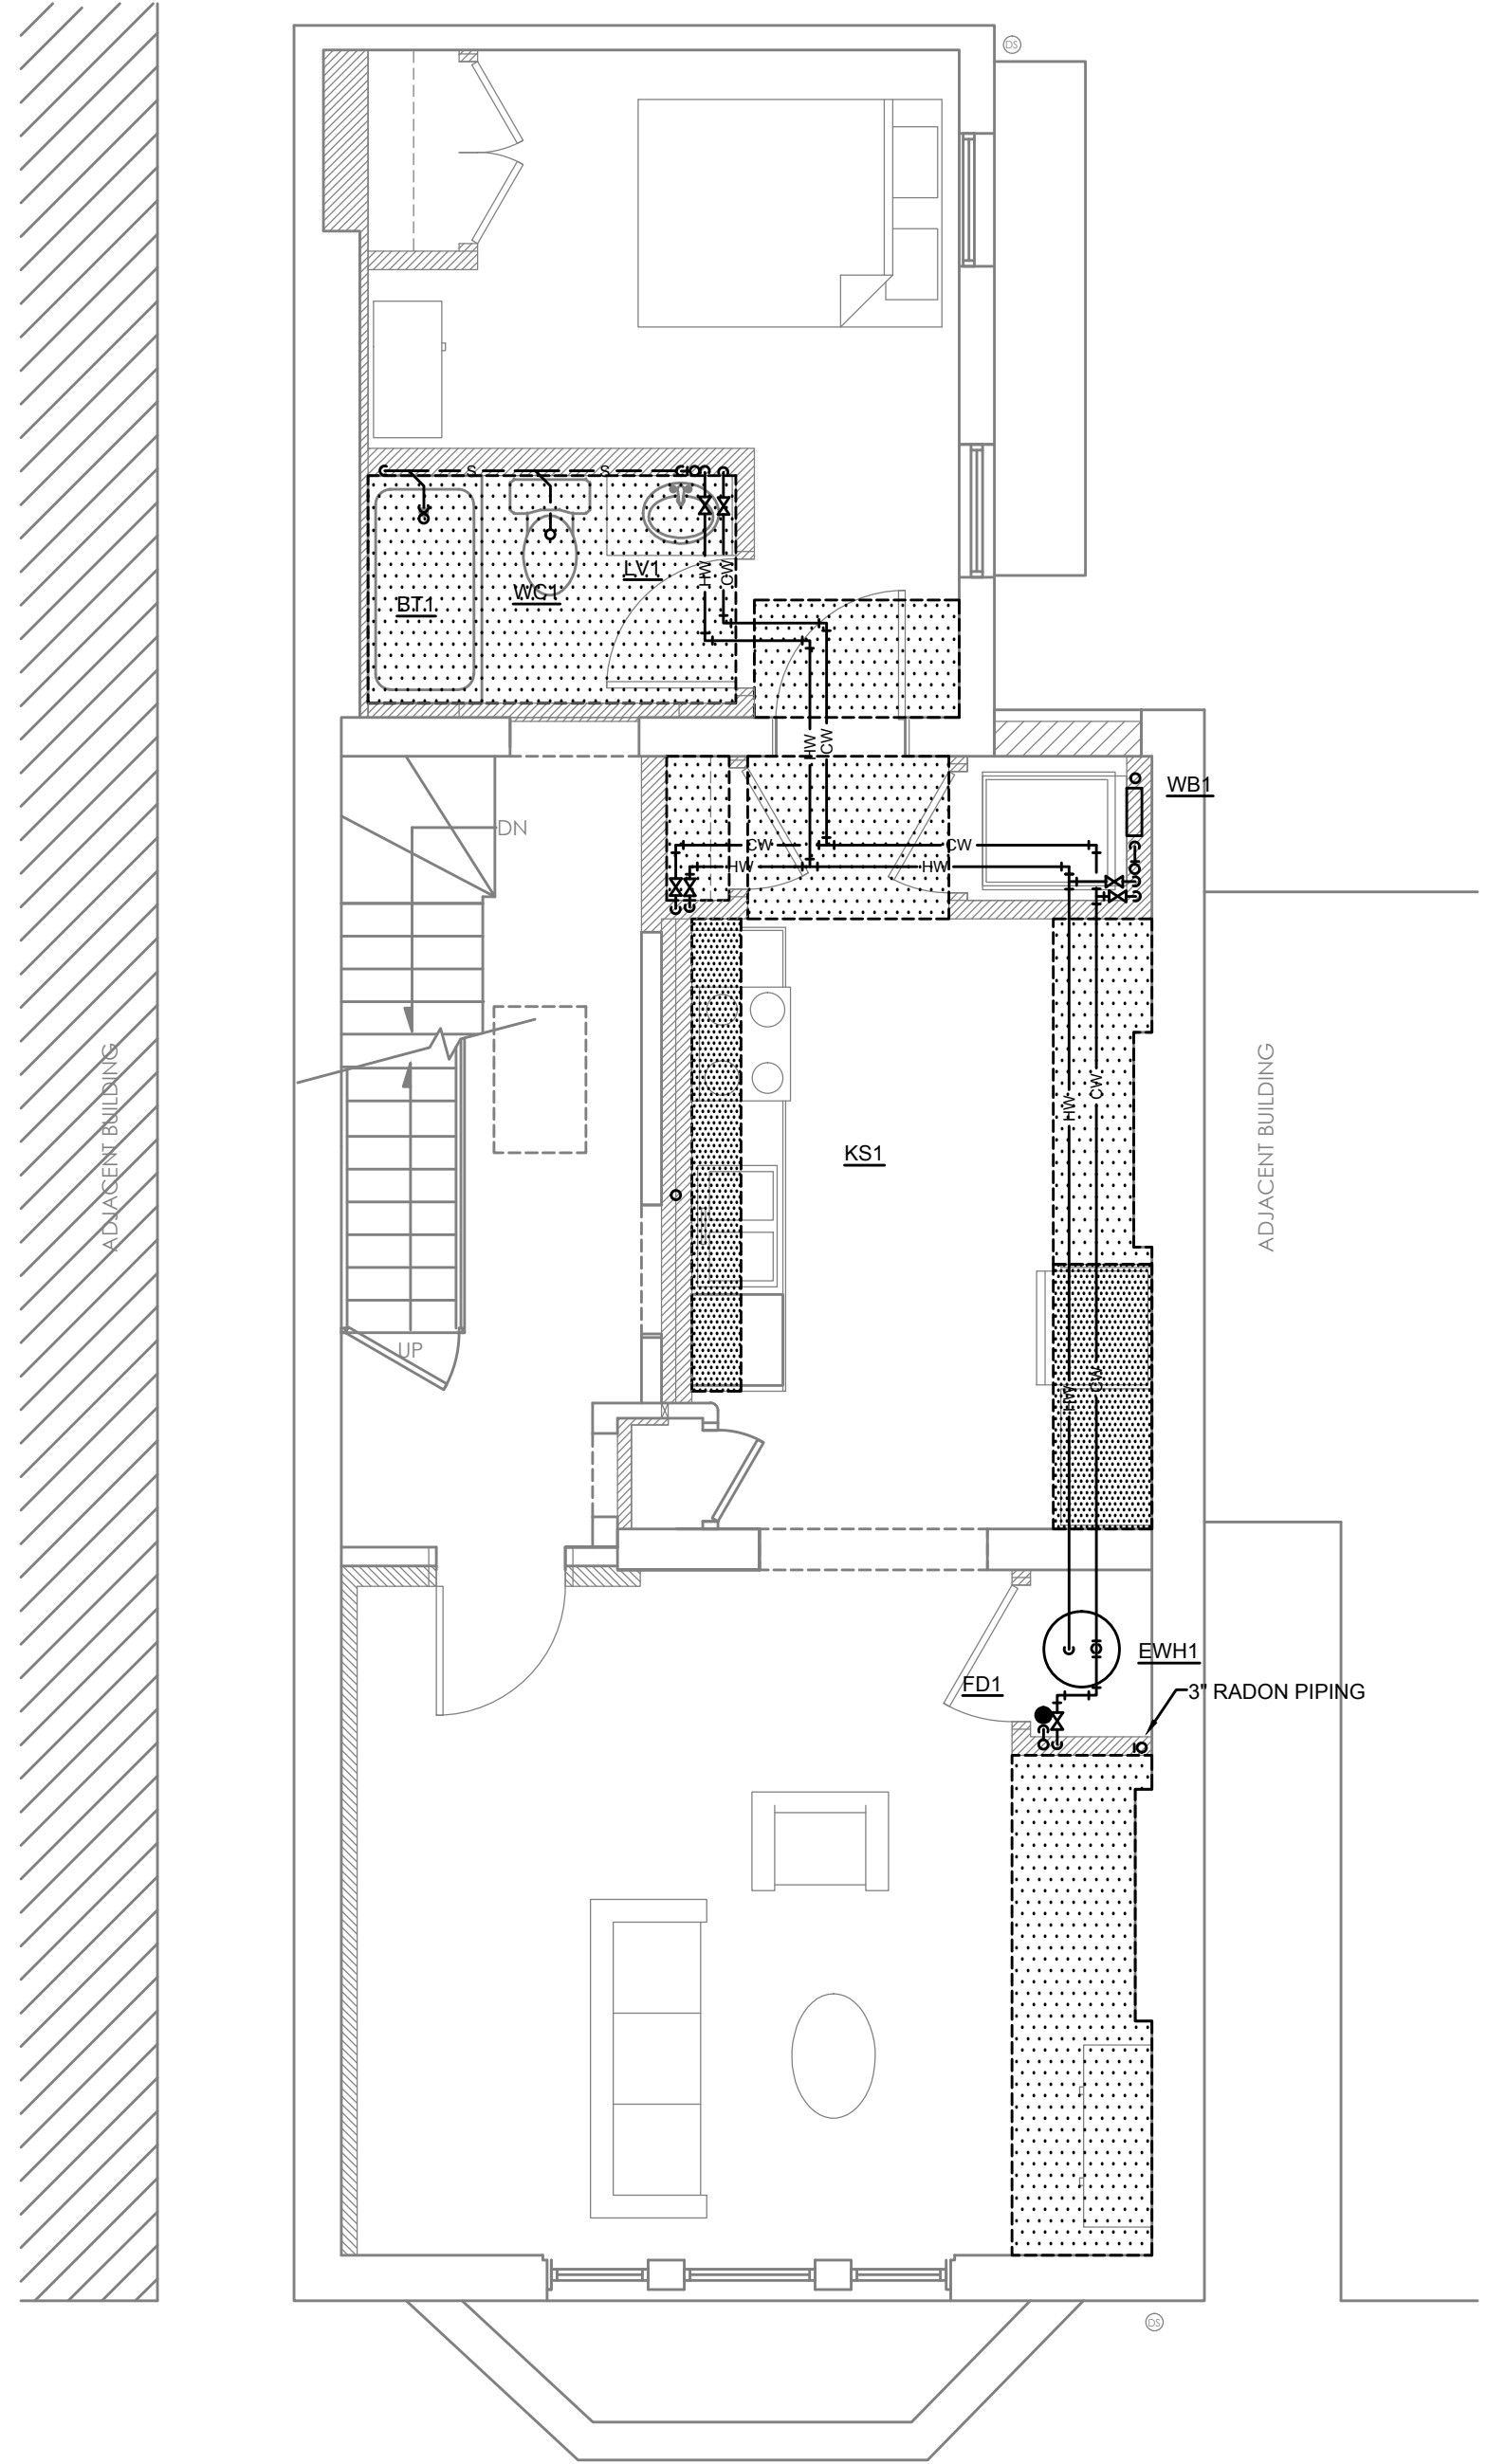 DS
S
S
HW
CW
LV1
WC1
BT1
HW
CW
WB1
DN
CW
CW
HW
HW
ADJACENT BUILDING
ADJACENT BUILDING
HW
CW
KS1
UP
HW
CW
EWH1
FD1
3" RADON PIPING
DS